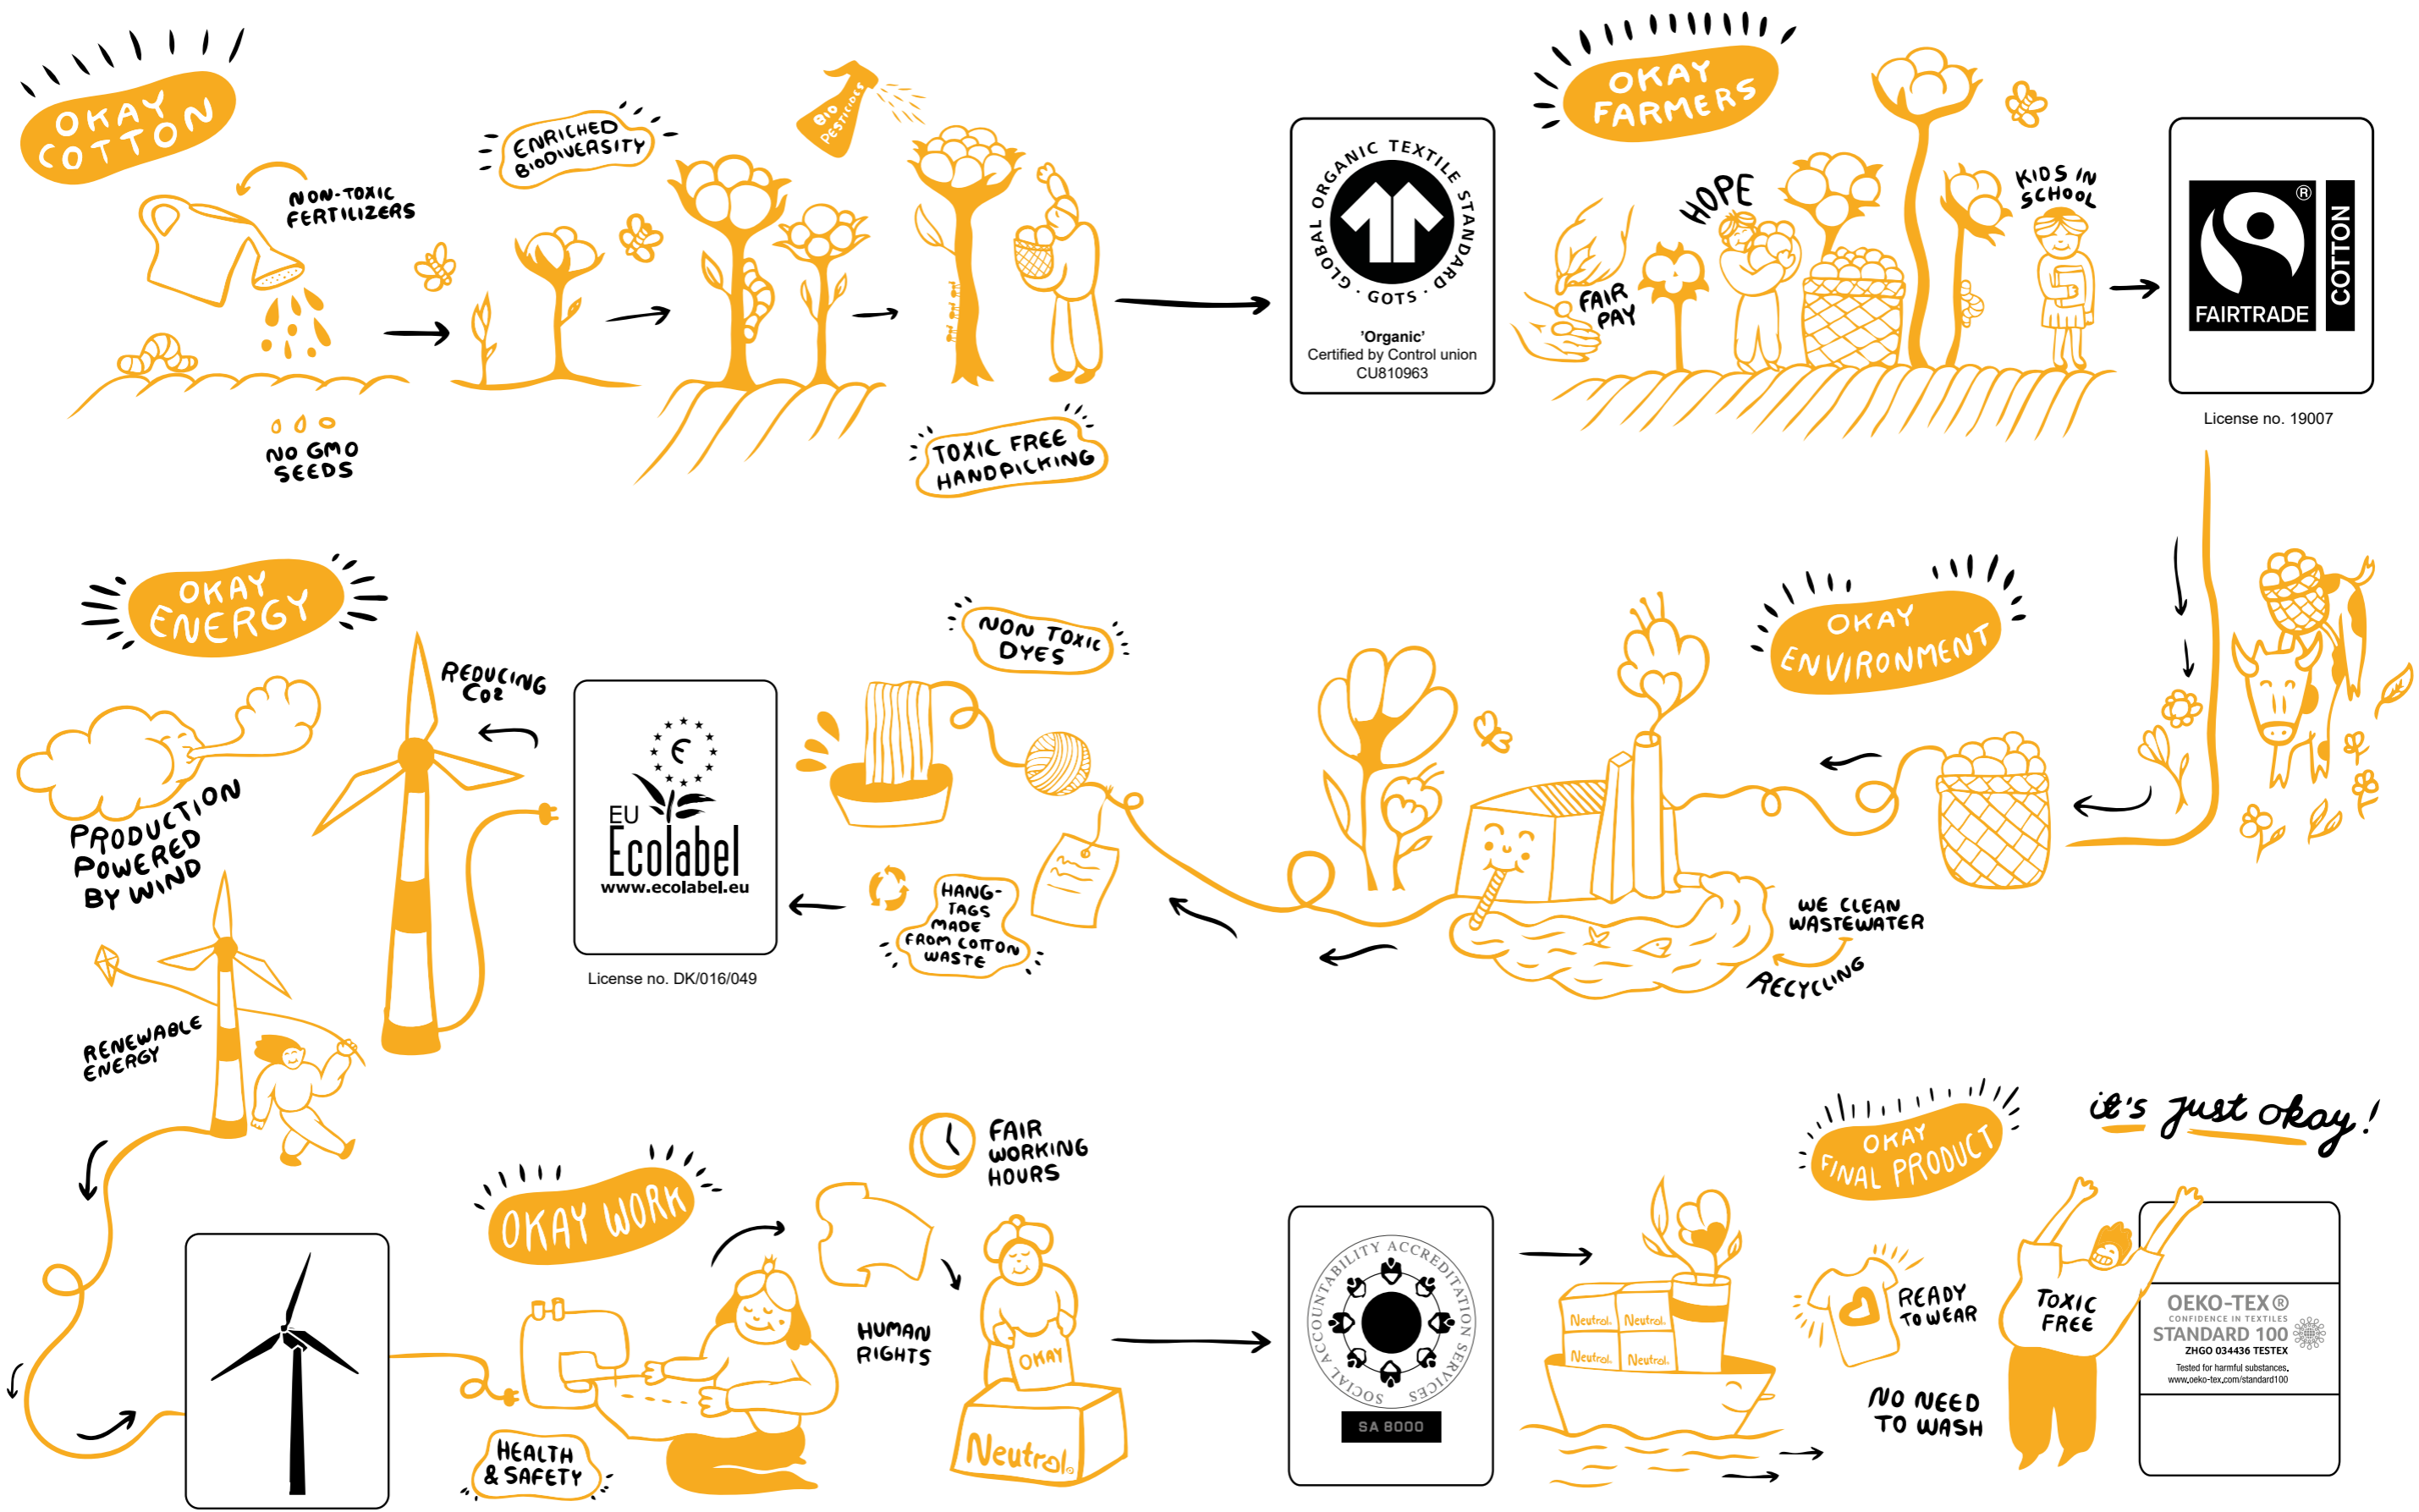 OKAY
COTTON
NON-TOXIC
FERTILIZERS
NO GMO
SEEDS
ENRICHED
BIODIVERSITY
BIO
PESTICIDES
TOXIC FREE
HANDPICKING
GLOBAL ORGANIC TEXTILE STANDARD · GOTS ·
’Organic’
Certified by Control union
CU810963
OKAY
FARMERS
FAIR
PAY
HOPE
KIDS IN
SCHOOL
FAIRTRADE ®
COTTON
License no. 19007
OKAY
ENVIRONMENT
WE CLEAN
WASTEWATER
RECYCLING
NON TOXIC
DYES
HANG-
TAGS
MADE
FROM COTTON
WASTE
EU
Ecolabel
www.ecolabel.eu
License no. DK/016/049
OKAY
ENERGY
REDUCING
CO2
PRODUCTION
POWERED
BY WIND
RENEWABLE
ENERGY
OKAY WORK
HEALTH
& SAFETY
HUMAN
RIGHTS
FAIR
WORKING
HOURS
OKAY
Neutral®
SOCIAL ACCOUNTABILITY ACCREDITATION SERVICES
SA 8000
Neutral® Neutral®
Neutral® Neutral®
OKAY
FINAL PRODUCT
it's just okay!
READY
TO WEAR
NO NEED
TO WASH
TOXIC
FREE
OEKO-TEX®
CONFIDENCE IN TEXTILES
STANDARD 100
ZHGO 034436 TESTEX
Tested for harmful substances.
www.oeko-tex.com/standard100